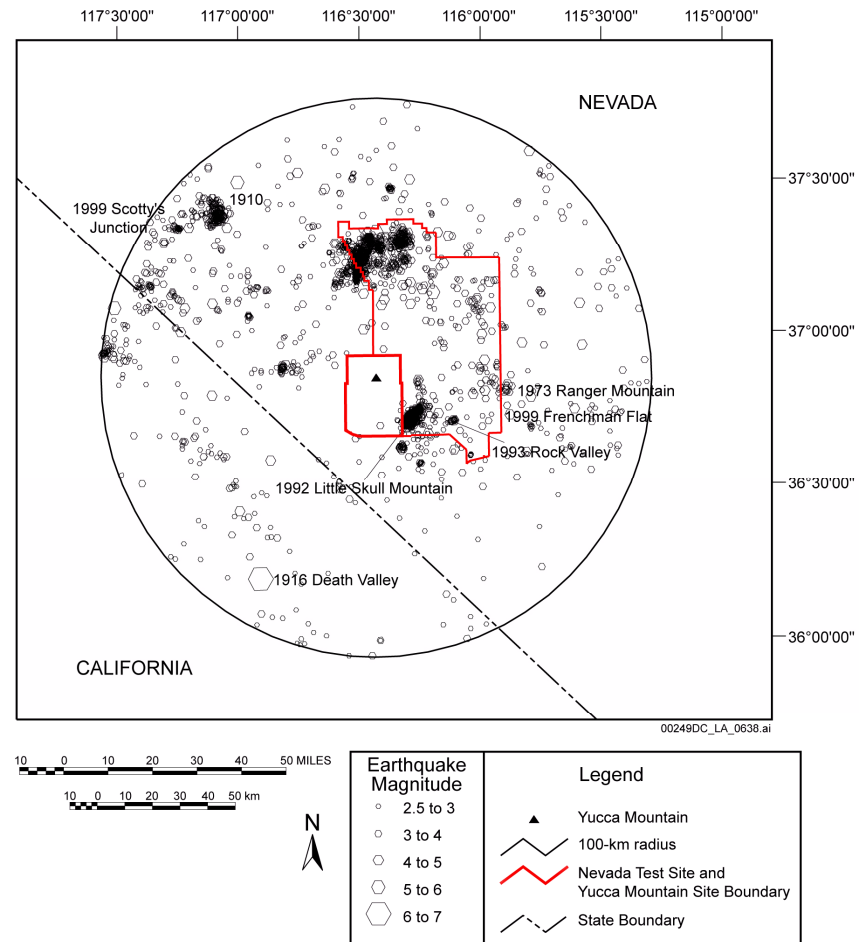 117°30'00"
117°00'00"
116°30'00"
116°00'00"
115°30'00"
115°00'00"
NEVADA
37°30'00"
1910
1999 Scotty's
Junction
37°00'00"
1973 Ranger Mountain
1999 Frenchman Flat
1993 Rock Valley
36°30'00"
1992 Little Skull Mountain
1916 Death Valley
36°00'00"
CALIFORNIA
00249DC_LA_0638.ai
10 0 10 20 30 40 50 MILES
10 0 10 20 30 40 50 km
N
Earthquake
Magnitude
2.5 to 3
3 to 4
4 to 5
5 to 6
6 to 7
Legend
Yucca Mountain
100-km radius
Nevada Test Site and
Yucca Mountain Site Boundary
State Boundary